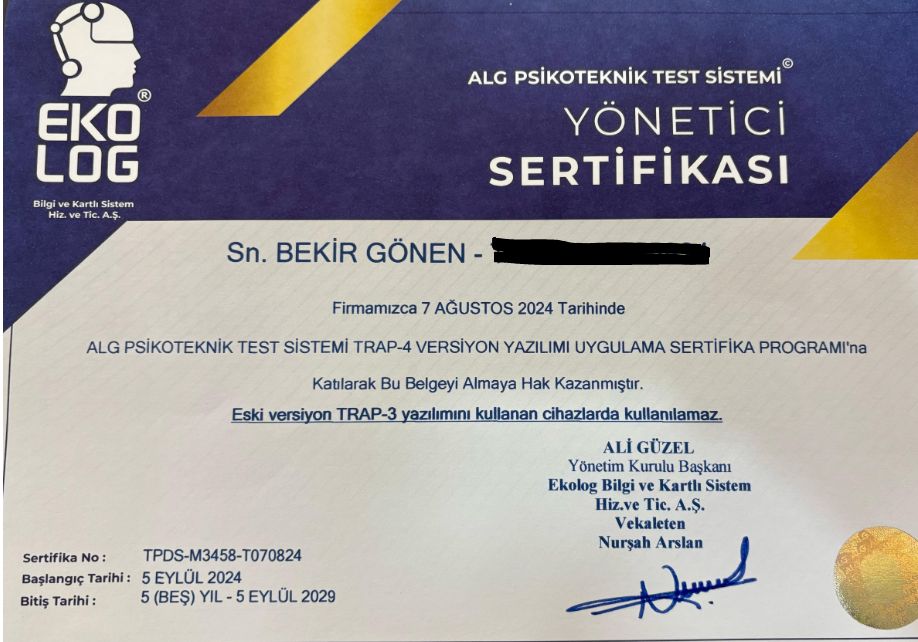 EKO
LOG
®
Bilgi ve Kartlı Sistem
Hiz. ve Tic. A.Ş.
ALG PSİKOTEKNİK TEST SİSTEMİ©
YÖNETİCİ
SERTİFİKASI
Sn. BEKİR GÖNEN -
Firmamızca 7 AĞUSTOS 2024 Tarihinde
ALG PSİKOTEKNİK TEST SİSTEMİ TRAP-4 VERSİYON YAZILIMI UYGULAMA SERTİFİKA PROGRAMI'na
Katılarak Bu Belgeyi Almaya Hak Kazanmıştır.
Eski versiyon TRAP-3 yazılımını kullanan cihazlarda kullanılamaz.
ALİ GÜZEL
Yönetim Kurulu Başkanı
Ekolog Bilgi ve Kartlı Sistem
Hiz.ve Tic. A.Ş.
Vekaleten
Nurşah Arslan
Sertifika No : TPDS-M3458-T070824
Başlangıç Tarihi : 5 EYLÜL 2024
Bitiş Tarihi : 5 (BEŞ) YIL - 5 EYLÜL 2029